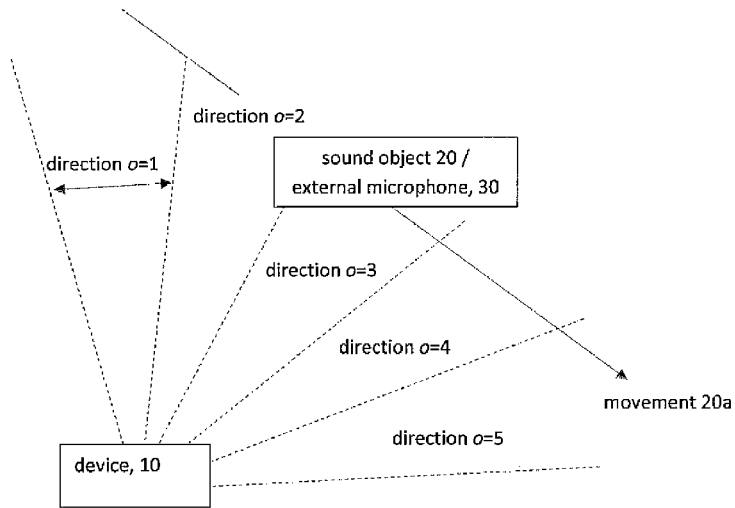 direction o=2
direction o=1
sound object 20 /
external microphone, 30
direction o=3
direction o=4
movement 20a
direction o=5
device, 10